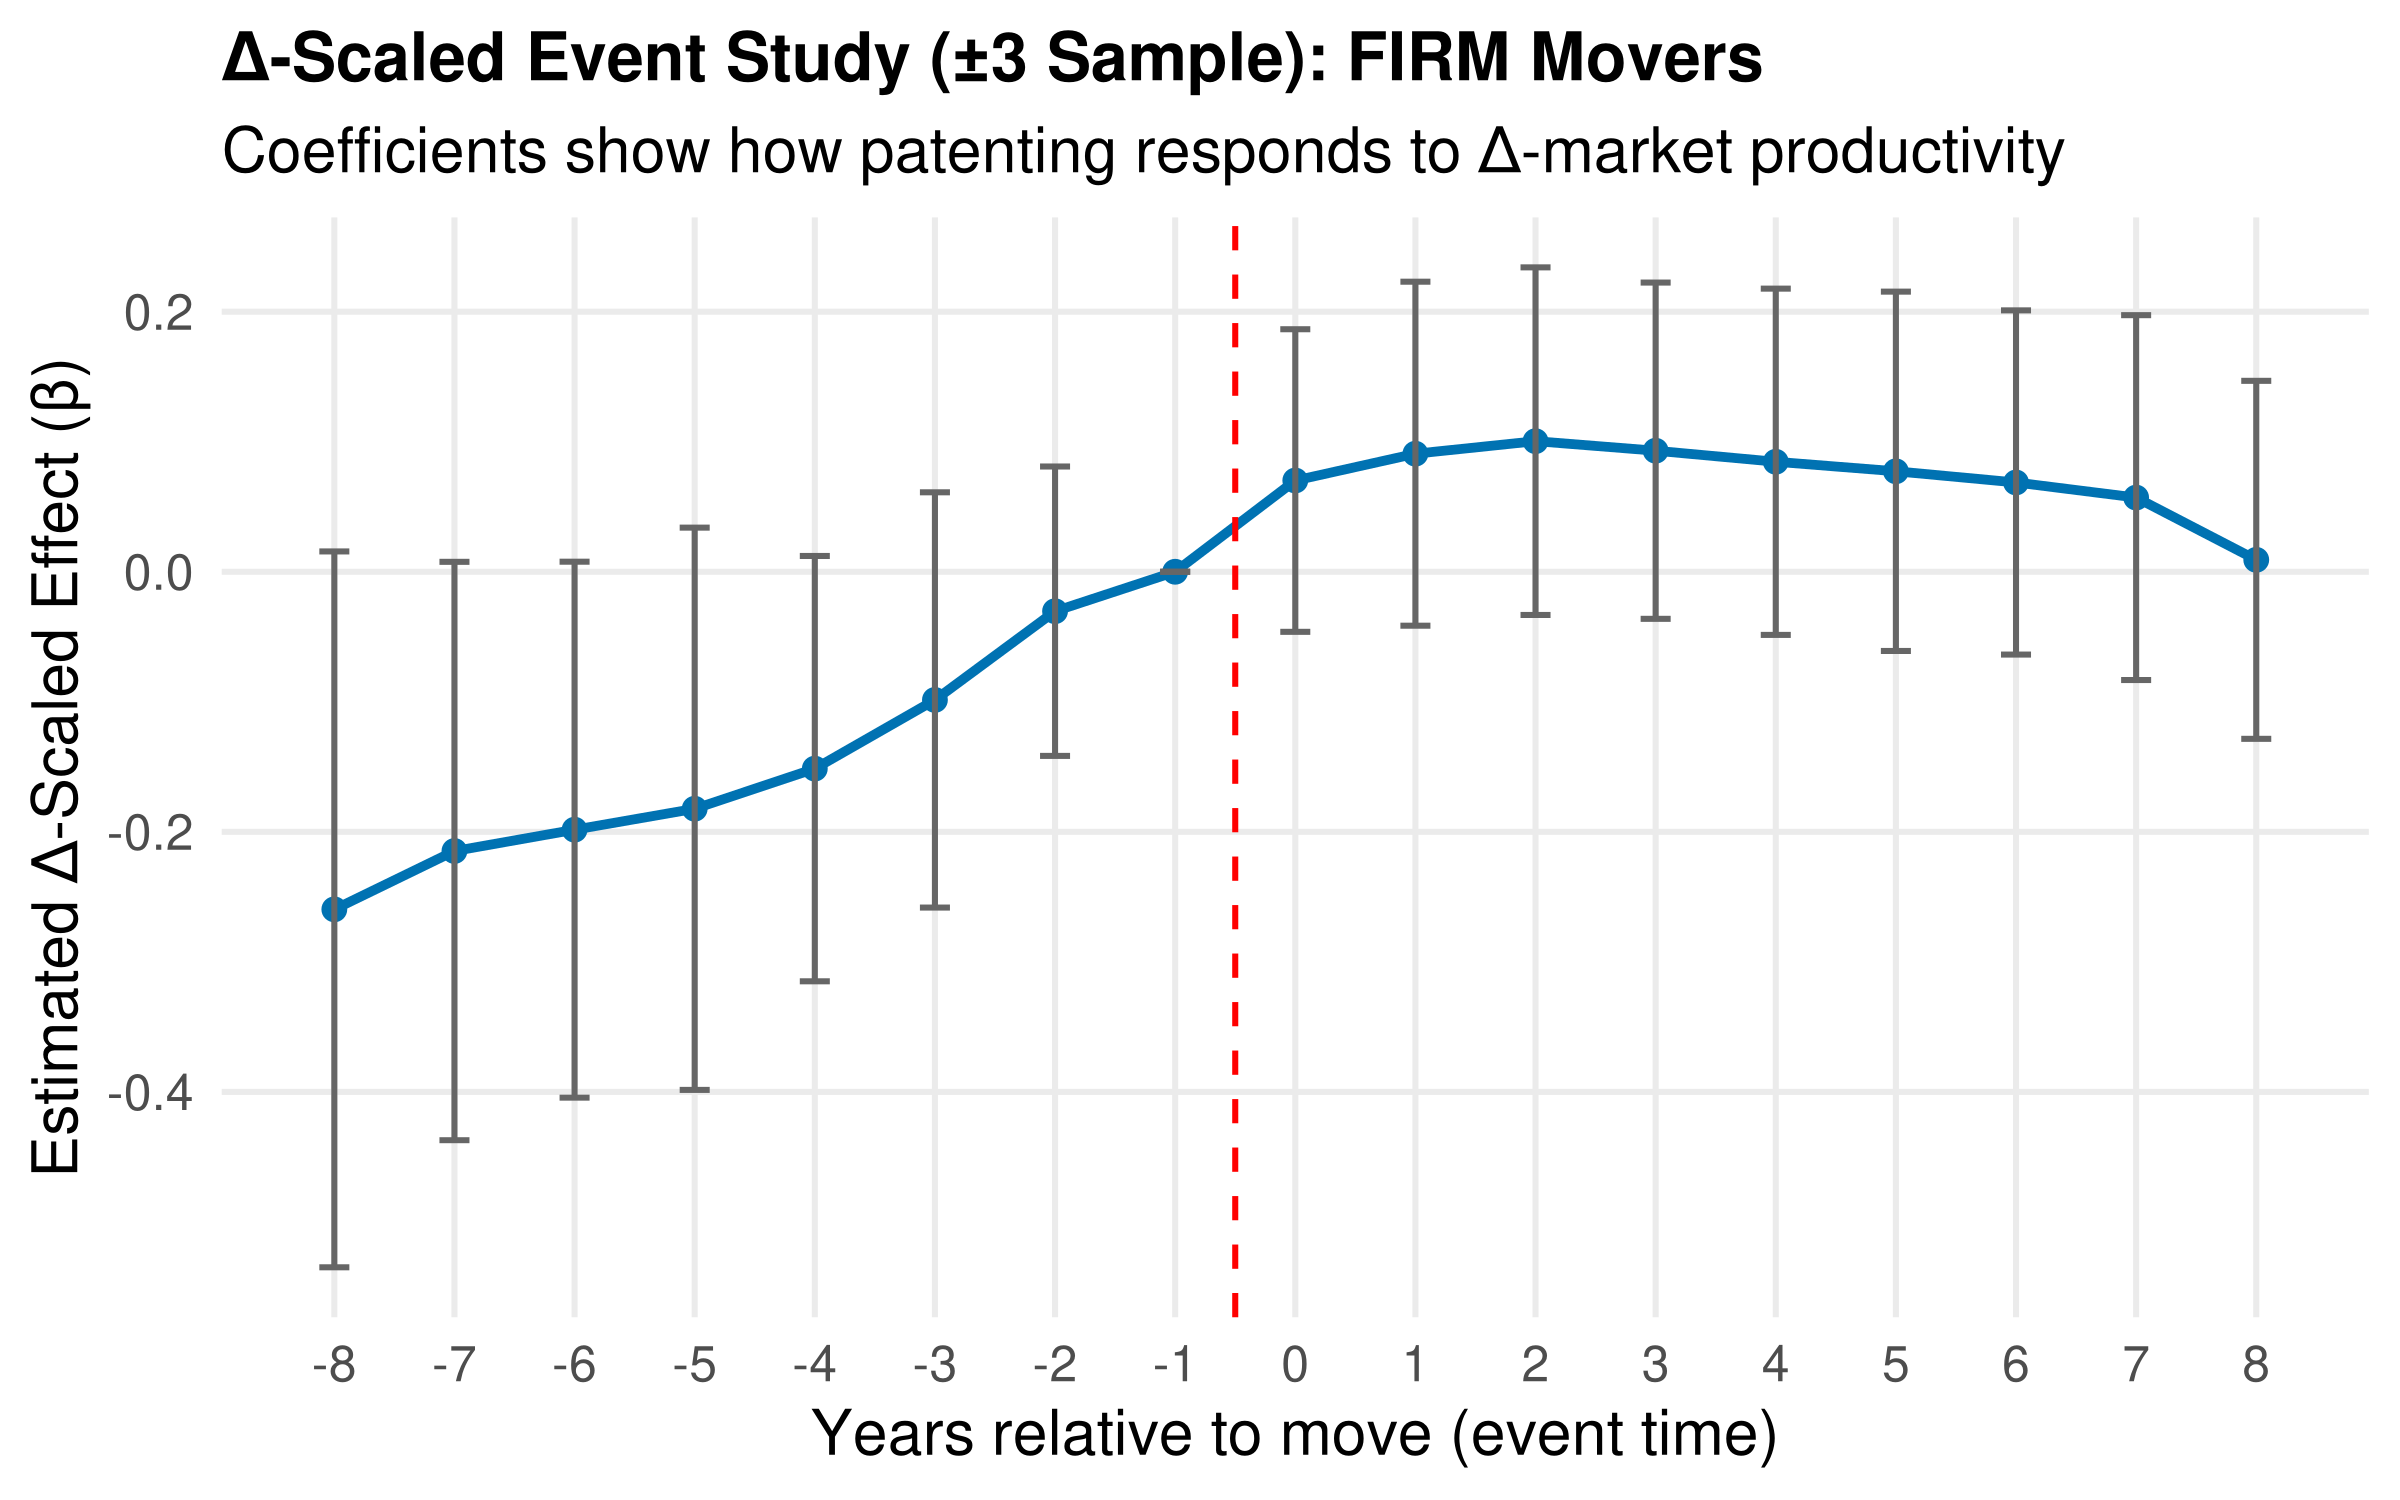 Δ-Scaled Event Study (±3 Sample): FIRM Movers
Coefficients show how patenting responds to Δ-market productivity
Estimated Δ-Scaled Effect (β)
0.2
0.0
-0.2
-0.4
-8 -7 -6 -5 -4 -3 -2 -1 0 1 2 3 4 5 6 7 8
Years relative to move (event time)